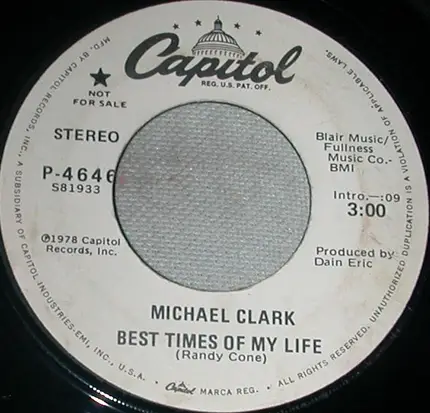 Capitol
REG. U.S. PAT. OFF.
★
NOT
FOR SALE
STEREO
P-4646
S81933
℗1978 Capitol
Records, Inc.
Blair Music/
Fullness
Music Co.-
BMI
Intro.—:09
3:00
Produced by
Dain Eric
MICHAEL CLARK
BEST TIMES OF MY LIFE
(Randy Cone)
MFD. BY CAPITOL RECORDS, INC., A SUBSIDIARY OF CAPITOL INDUSTRIES-EMI, INC., U.S.A. • Capitol MARCA REG. • ALL RIGHTS RESERVED. UNAUTHORIZED DUPLICATION IS A VIOLATION OF APPLICABLE LAWS.